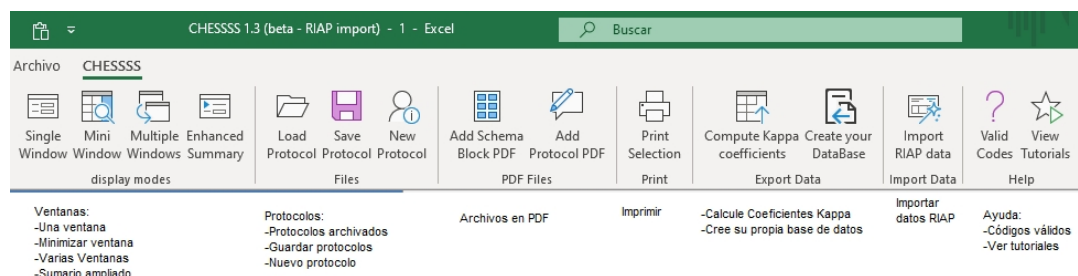 CHESSSS 1.3 (beta - RIAP import) - 1 - Excel
Buscar
Archivo CHESSSS
Single Window
Mini Window
Multiple Windows
Enhanced Summary
display modes
Load Protocol
Save Protocol
New Protocol
Files
Add Schema Block PDF
Add Protocol PDF
PDF Files
Print Selection
Print
Compute Kappa coefficients
Create your DataBase
Export Data
Import RIAP data
Import Data
Valid Codes
View Tutorials
Help
Ventanas:
-Una ventana
-Minimizar ventana
-Varias Ventanas
-Sumario ampliado
Protocolos:
-Protocolos archivados
-Guardar protocolos
-Nuevo protocolo
Archivos en PDF
Imprimir
-Calcule Coeficientes Kappa
-Cree su propia base de datos
Importar
datos RIAP
Ayuda:
-Códigos válidos
-Ver tutoriales